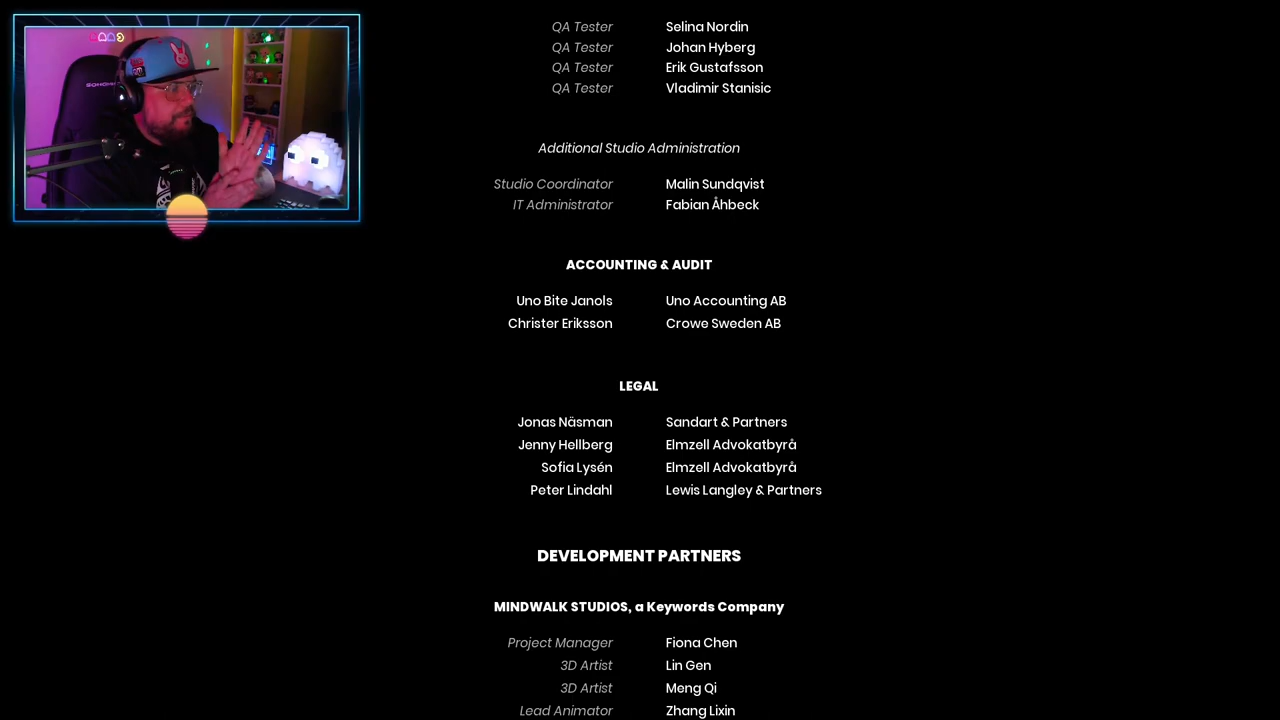 QA Tester Selina Nordin
QA Tester Johan Hyberg
QA Tester Erik Gustafsson
QA Tester Vladimir Stanisic
Additional Studio Administration
Studio Coordinator Malin Sundqvist
IT Administrator Fabian Åhbeck
ACCOUNTING & AUDIT
Uno Bite Janols Uno Accounting AB
Christer Eriksson Crowe Sweden AB
LEGAL
Jonas Näsman Sandart & Partners
Jenny Hellberg Elmzell Advokatbyrå
Sofia Lysén Elmzell Advokatbyrå
Peter Lindahl Lewis Langley & Partners
DEVELOPMENT PARTNERS
MINDWALK STUDIOS, a Keywords Company
Project Manager Fiona Chen
3D Artist Lin Gen
3D Artist Meng Qi
Lead Animator Zhang Lixin